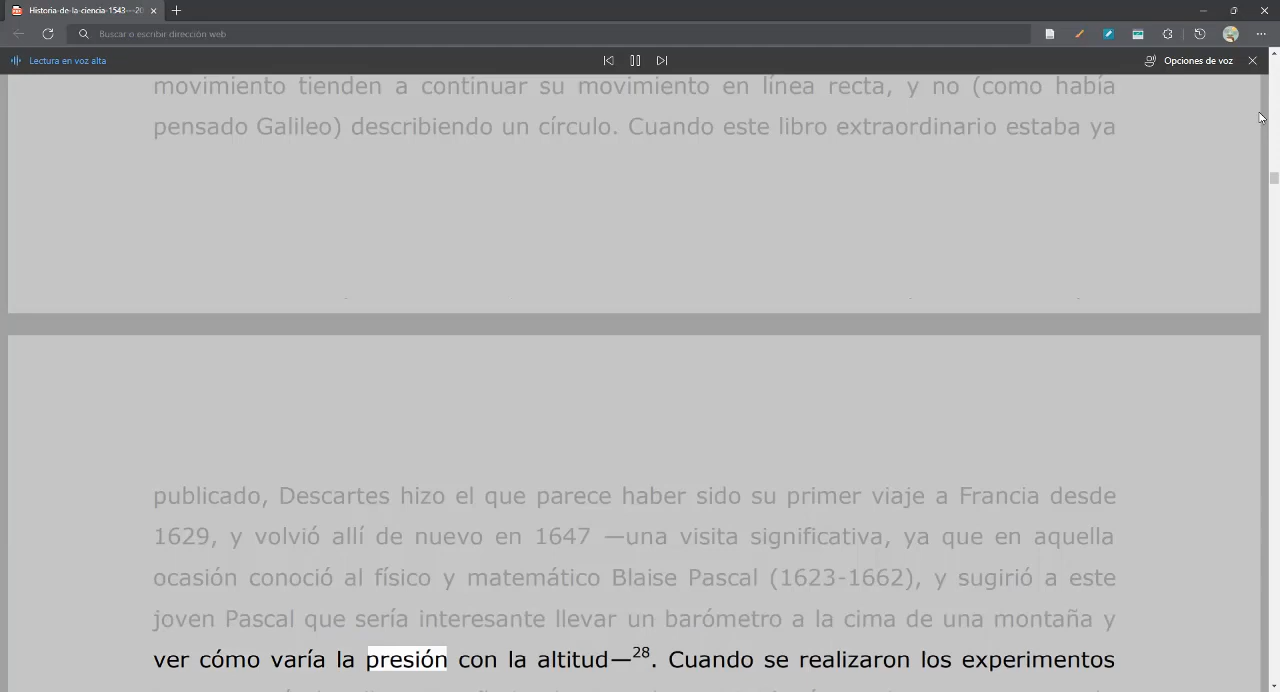 Historia-de-la-ciencia-1543---20
Buscar o escribir dirección web
Lectura en voz alta
Opciones de voz
movimiento tienden a continuar su movimiento en línea recta, y no (como había
pensado Galileo) describiendo un círculo. Cuando este libro extraordinario estaba ya
publicado, Descartes hizo el que parece haber sido su primer viaje a Francia desde
1629, y volvió allí de nuevo en 1647 —una visita significativa, ya que en aquella
ocasión conoció al físico y matemático Blaise Pascal (1623-1662), y sugirió a este
joven Pascal que sería interesante llevar un barómetro a la cima de una montaña y
ver cómo varía la presión con la altitud—28. Cuando se realizaron los experimentos